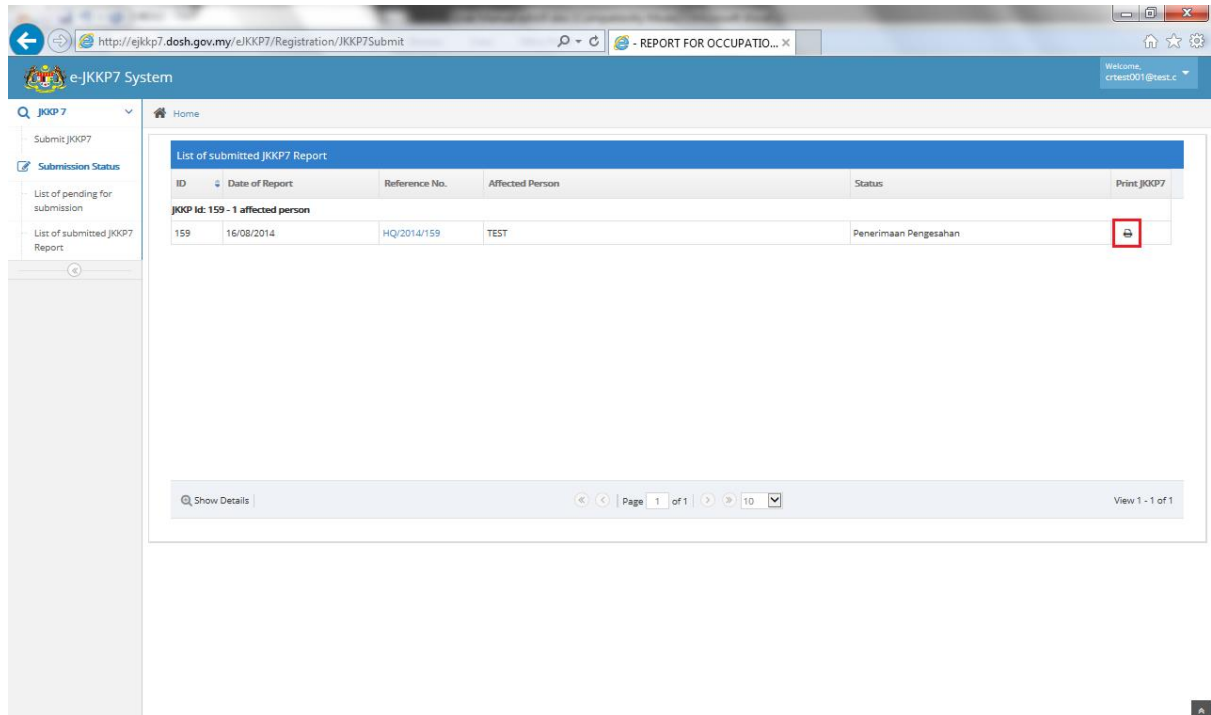 http://ejkkp7.dosh.gov.my/eJKKP7/Registration/JKKP7Submit
- REPORT FOR OCCUPATIO...
e-JKKP7 System
Welcome,
crtest001@test.c
JKKP 7
Home
Submit JKKP7
Submission Status
List of pending for
submission
List of submitted JKKP7
Report
List of submitted JKKP7 Report
ID Date of Report Reference No. Affected Person Status Print JKKP7
JKKP Id: 159 - 1 affected person
159 16/08/2014 HQ/2014/159 TEST Penerimaan Pengesahan
Show Details Page 1 of 1 10 View 1 - 1 of 1